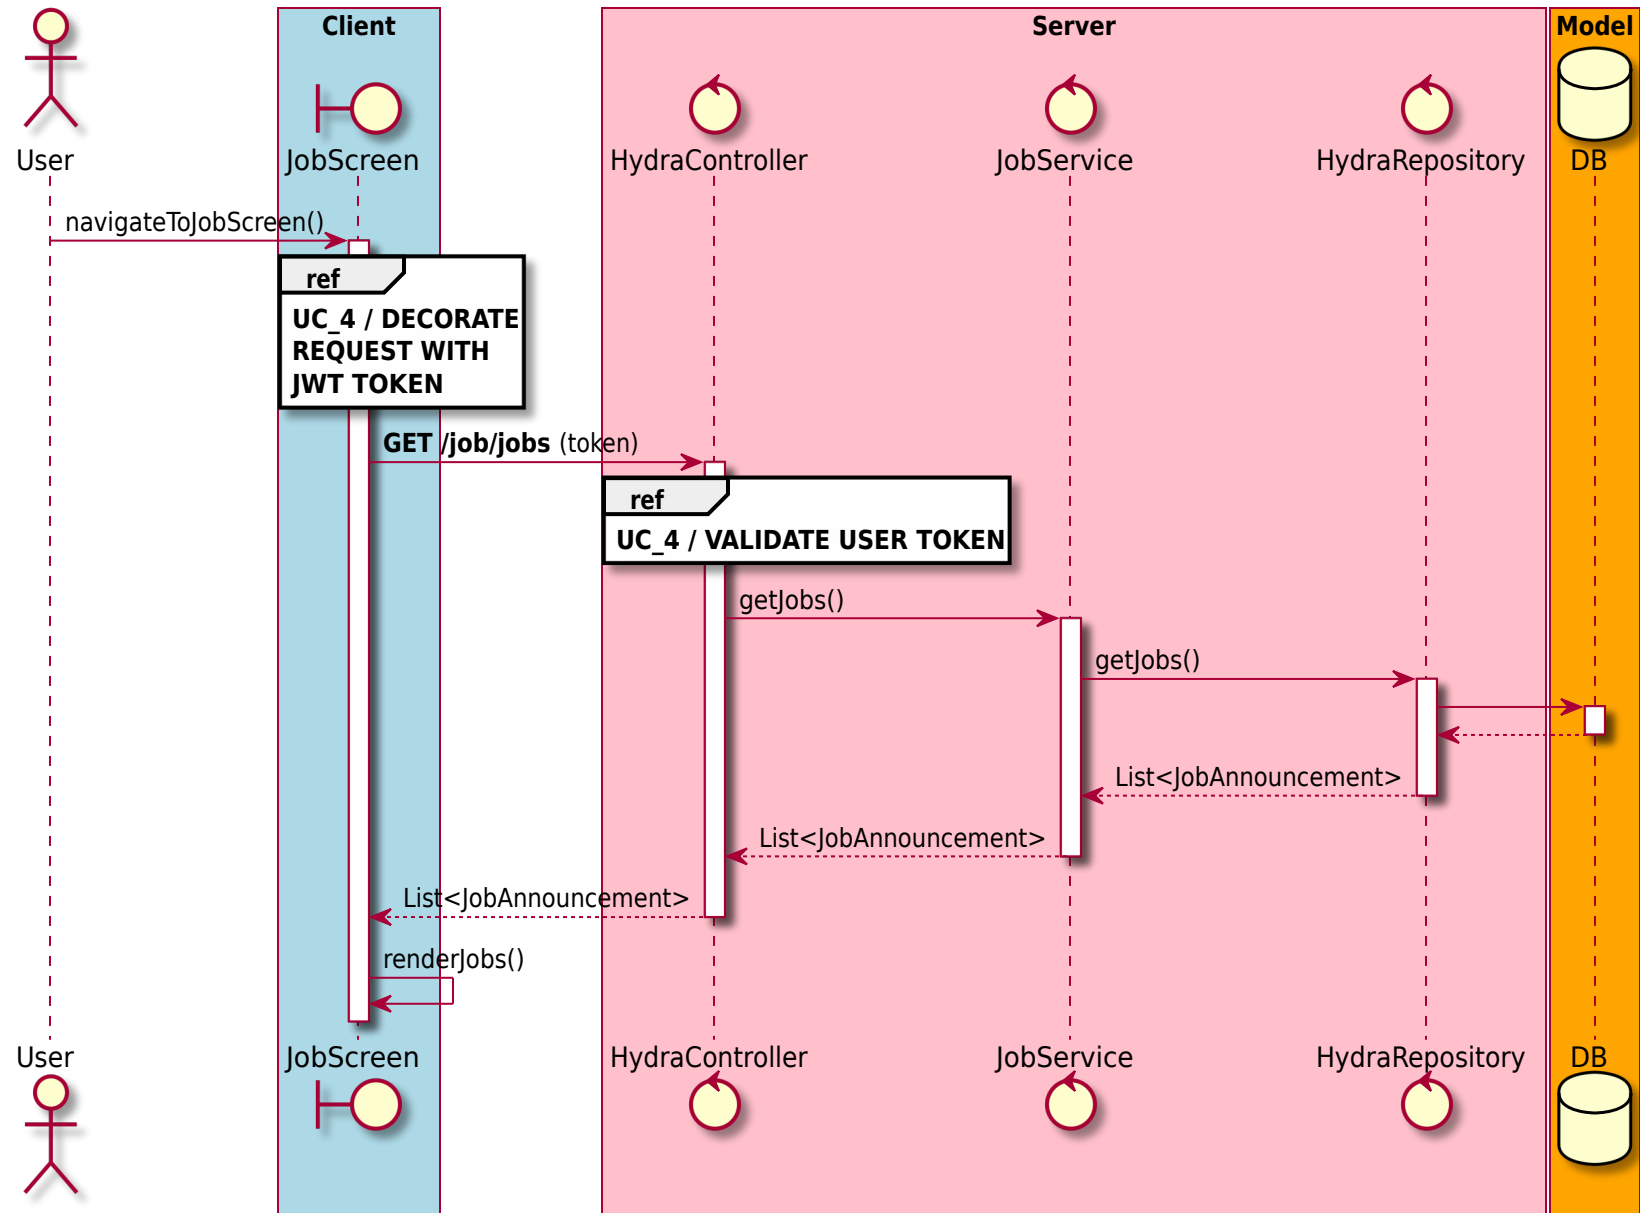 Client
Server
Model
User
JobScreen
HydraController
JobService
HydraRepository
DB
navigateToJobScreen()
ref
UC_4 / DECORATE
REQUEST WITH
JWT TOKEN
GET /job/jobs (token)
ref
UC_4 / VALIDATE USER TOKEN
getJobs()
getJobs()
List<JobAnnouncement>
List<JobAnnouncement>
List<JobAnnouncement>
renderJobs()
User
JobScreen
HydraController
JobService
HydraRepository
DB